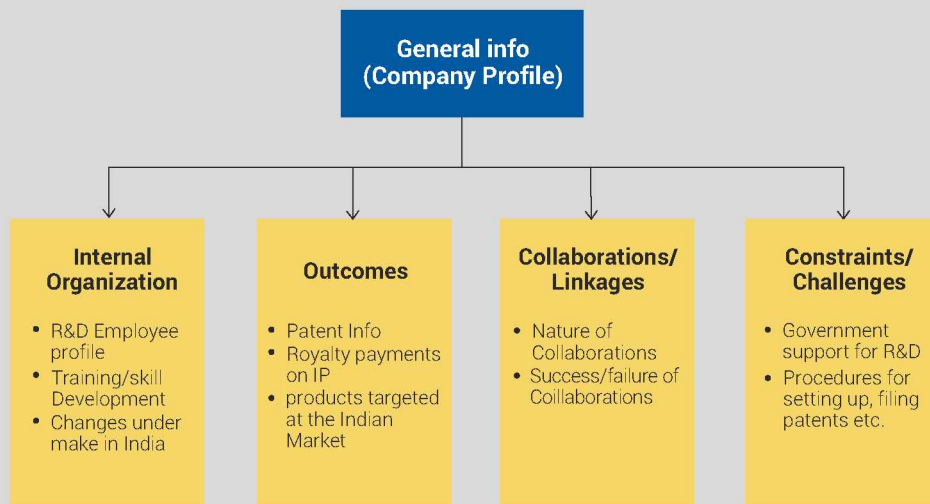 General info
(Company Profile)
Internal
Organization
• R&D Employee
profile
• Training/skill
Development
• Changes under
make in India
Outcomes
• Patent Info
• Royalty payments
on IP
• products targeted
at the Indian
Market
Collaborations/
Linkages
• Nature of
Collaborations
• Success/failure of
Coillaborations
Constraints/
Challenges
• Government
support for R&D
• Procedures for
setting up, filing
patents etc.